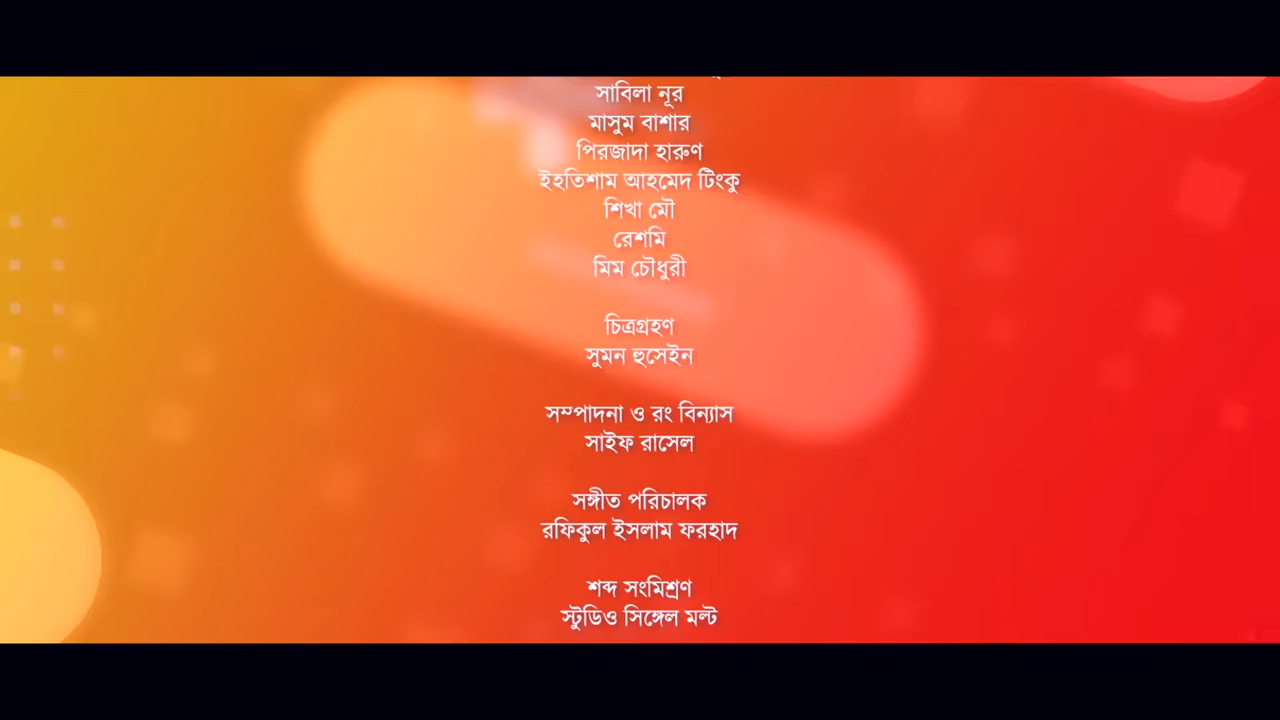 সাবিলা নূর
মাসুম বাশার
পিরজাদা হারুণ
ইহতিশাম আহমেদ টিংকু
শিখা মৌ
রেশমি
মিম চৌধুরী
চিত্রগ্রহণ
সুমন হুসেইন
সম্পাদনা ও রং বিন্যাস
সাইফ রাসেল
সঙ্গীত পরিচালক
রফিকুল ইসলাম ফরহাদ
শব্দ সংমিশ্রণ
স্টুডিও সিঙ্গেল মল্ট